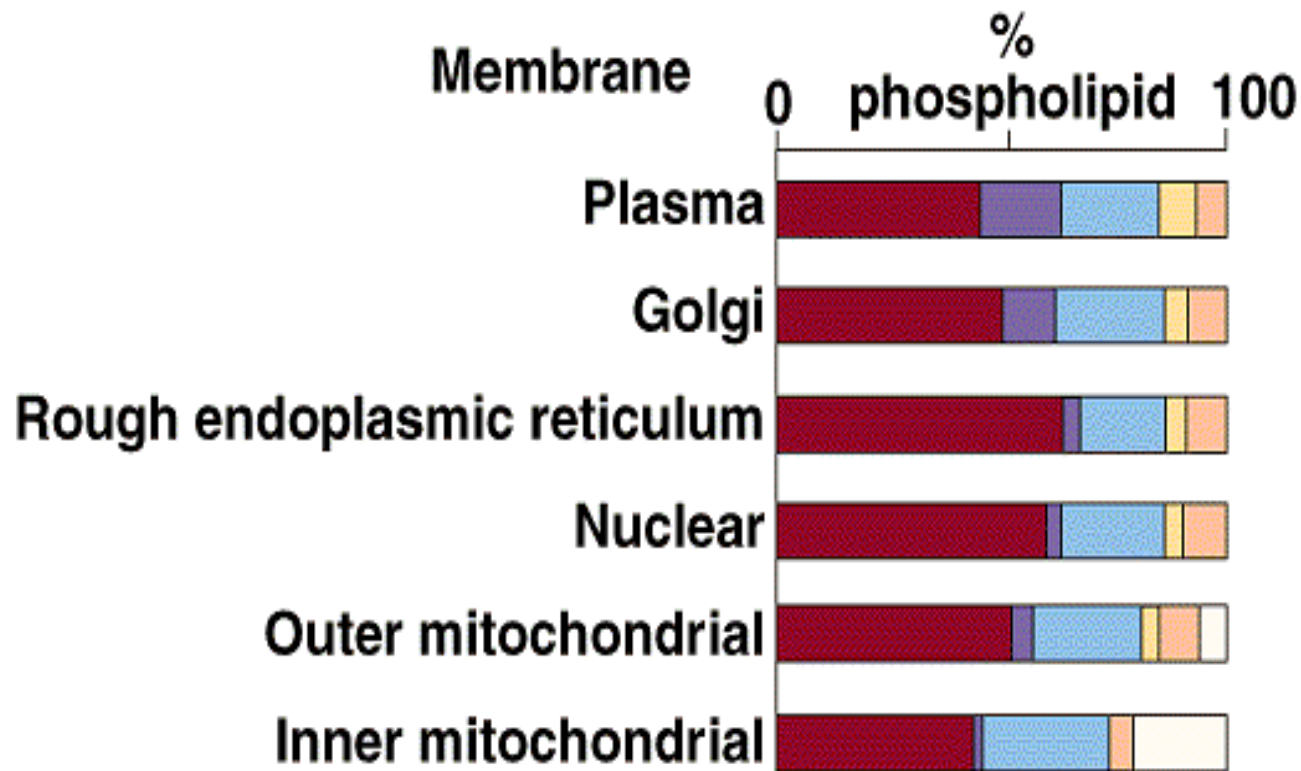 %
Membrane
0 phospholipid 100
Plasma
Golgi
Rough endoplasmic reticulum
Nuclear
Outer mitochondrial
Inner mitochondrial